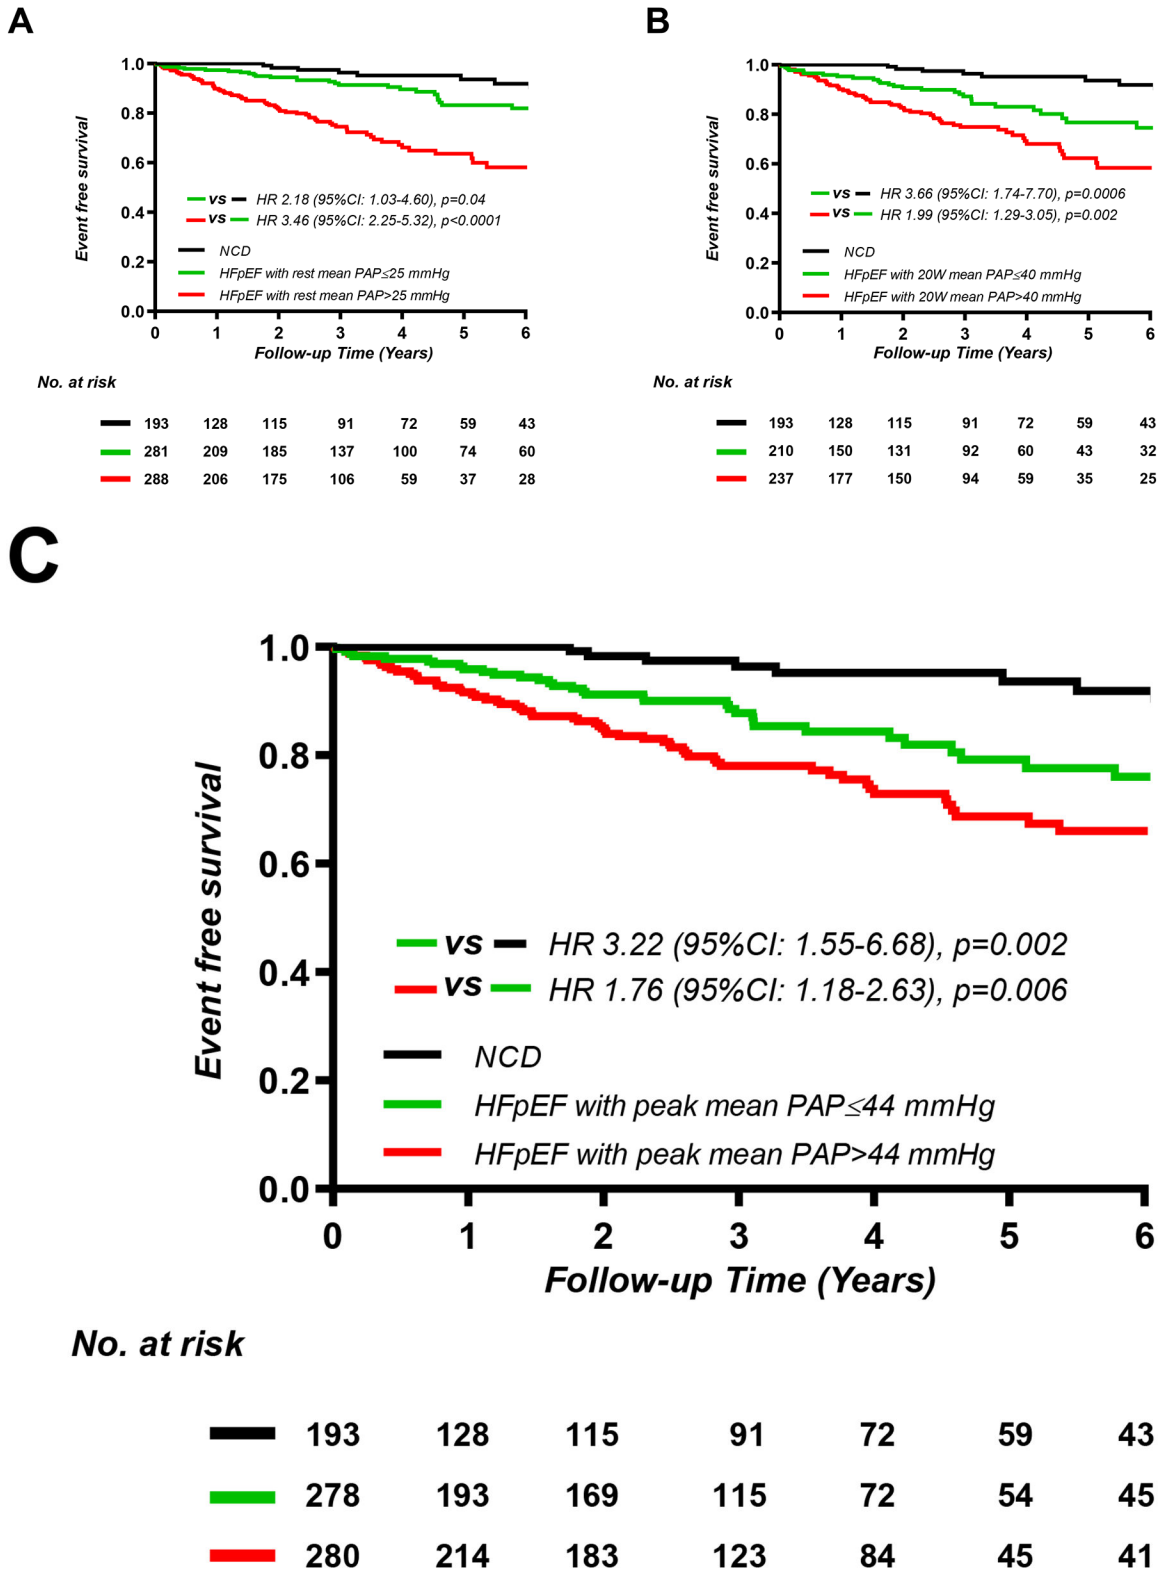 A
Event free survival
1.0
0.8
0.6
0.4
0.2
0.0
vs HR 2.18 (95%CI: 1.03-4.60), p=0.04
vs HR 3.46 (95%CI: 2.25-5.32), p<0.0001
NCD
HFpEF with rest mean PAP≤25 mmHg
HFpEF with rest mean PAP>25 mmHg
0 1 2 3 4 5 6
Follow-up Time (Years)
No. at risk
193 128 115 91 72 59 43
281 209 185 137 100 74 60
288 206 175 106 59 37 28
B
Event free survival
1.0
0.8
0.6
0.4
0.2
0.0
vs HR 3.66 (95%CI: 1.74-7.70), p=0.0006
vs HR 1.99 (95%CI: 1.29-3.05), p=0.002
NCD
HFpEF with 20W mean PAP≤40 mmHg
HFpEF with 20W mean PAP>40 mmHg
0 1 2 3 4 5 6
Follow-up Time (Years)
No. at risk
193 128 115 91 72 59 43
210 150 131 92 60 43 32
237 177 150 94 59 35 25
C
Event free survival
1.0
0.8
0.6
0.4
0.2
0.0
vs HR 3.22 (95%CI: 1.55-6.68), p=0.002
vs HR 1.76 (95%CI: 1.18-2.63), p=0.006
NCD
HFpEF with peak mean PAP≤44 mmHg
HFpEF with peak mean PAP>44 mmHg
0 1 2 3 4 5 6
Follow-up Time (Years)
No. at risk
193 128 115 91 72 59 43
278 193 169 115 72 54 45
280 214 183 123 84 45 41